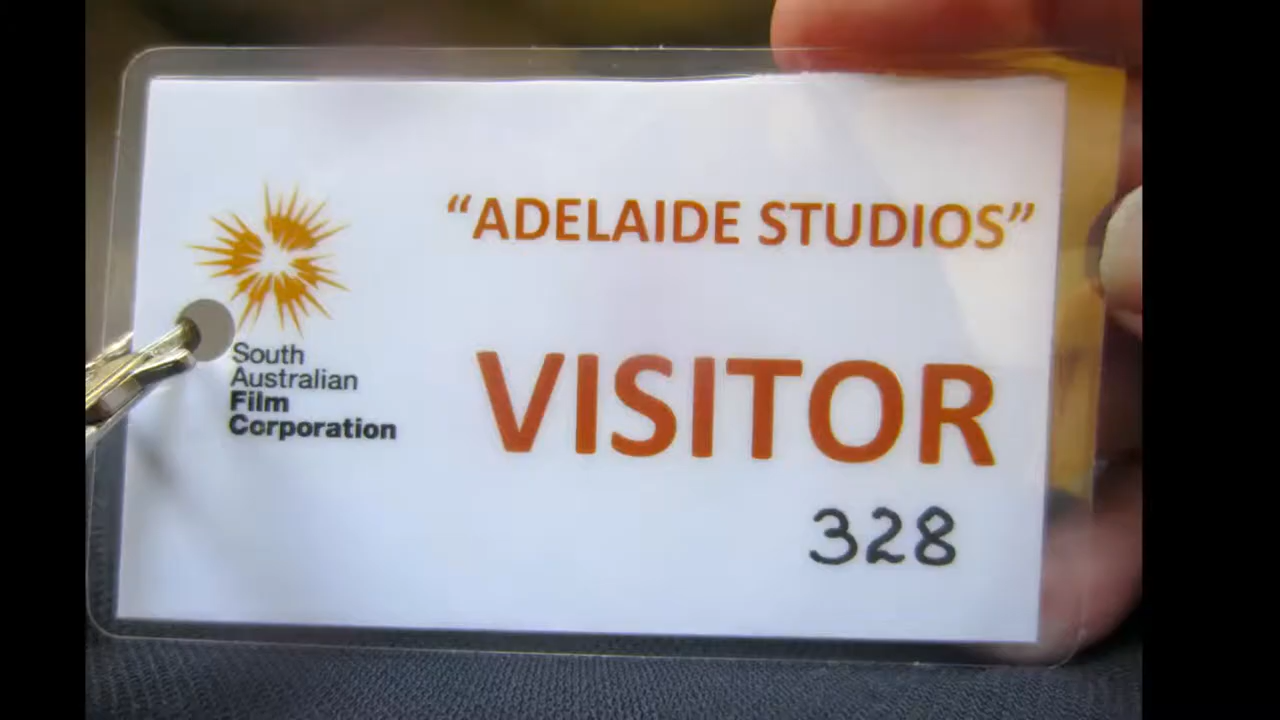 “ADELAIDE STUDIOS”
South
Australian
Film
Corporation
VISITOR
328